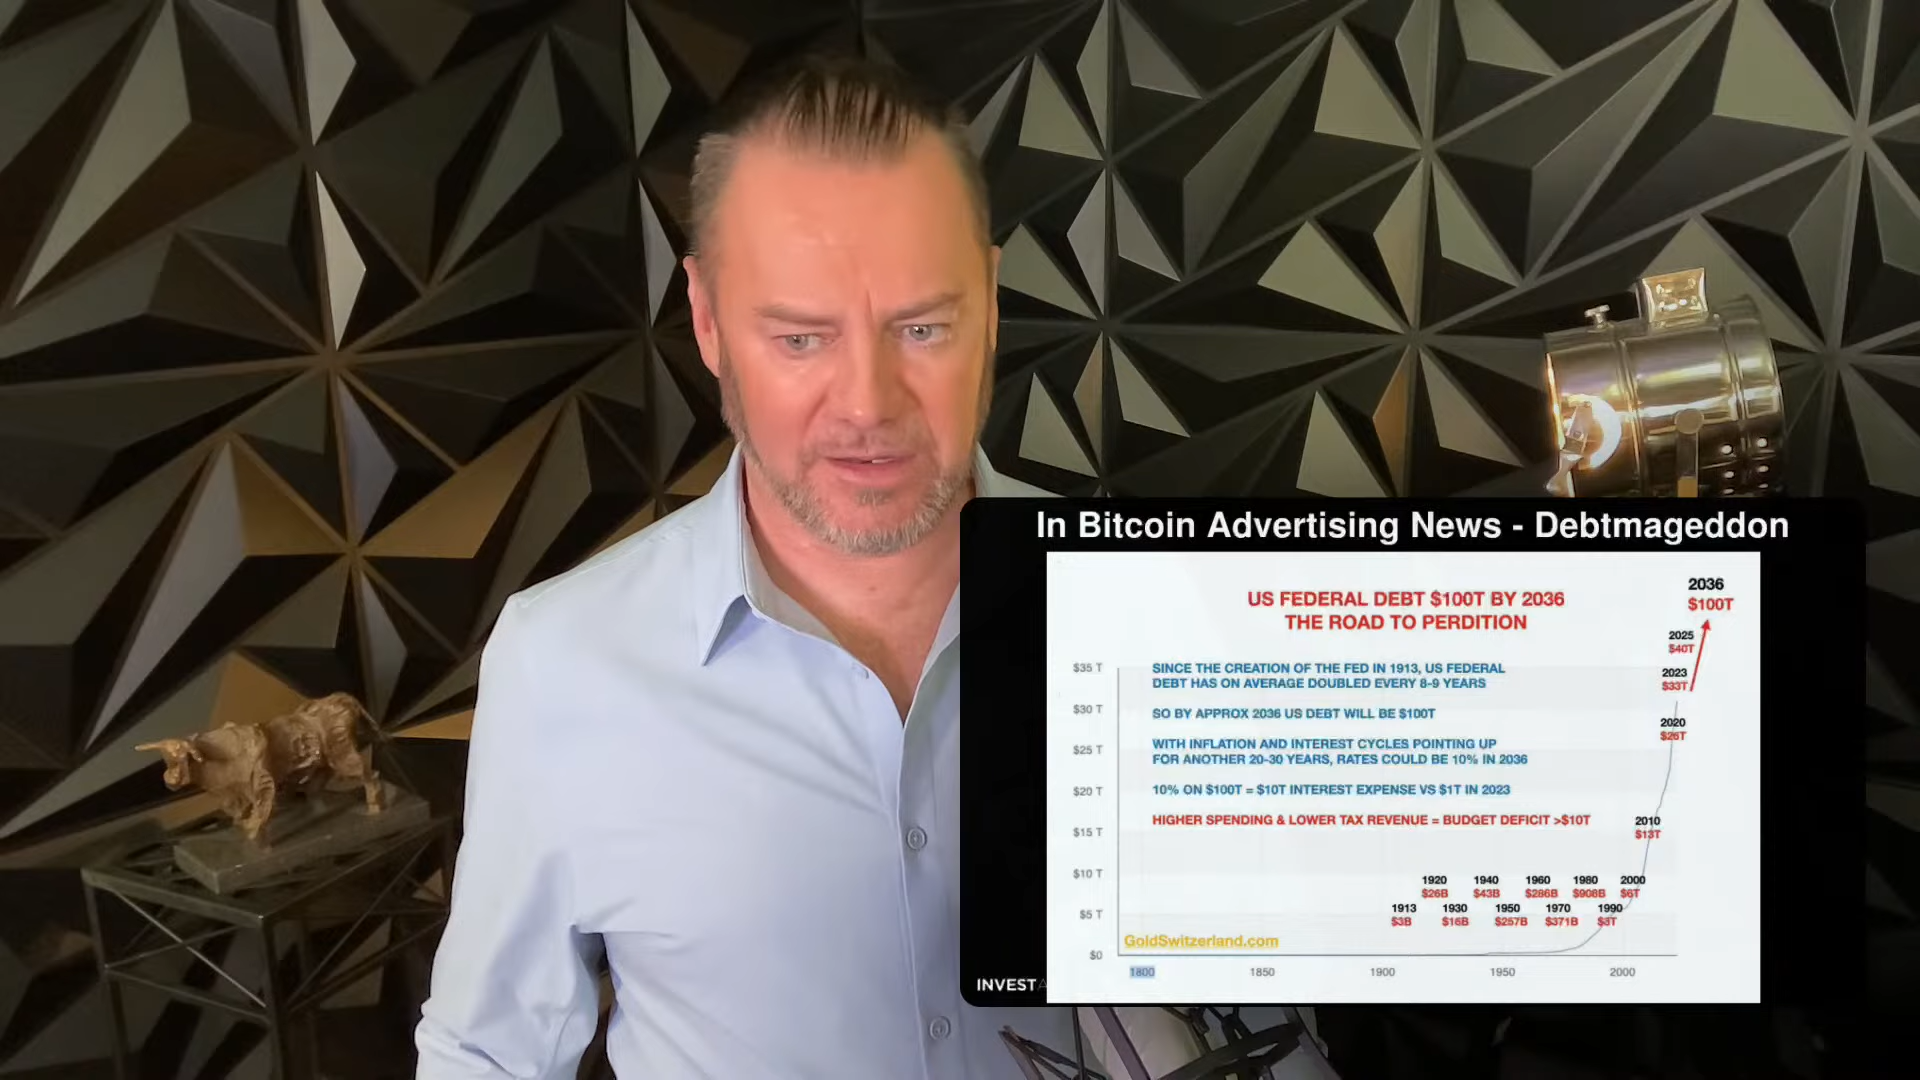 In Bitcoin Advertising News - Debtmageddon
US FEDERAL DEBT $100T BY 2036
THE ROAD TO PERDITION
2036
$100T
2025
$40T
2023
$33T
2020
$26T
2010
$13T
SINCE THE CREATION OF THE FED IN 1913, US FEDERAL
DEBT HAS ON AVERAGE DOUBLED EVERY 8-9 YEARS
SO BY APPROX 2036 US DEBT WILL BE $100T
WITH INFLATION AND INTEREST CYCLES POINTING UP
FOR ANOTHER 20-30 YEARS, RATES COULD BE 10% IN 2036
10% ON $100T = $10T INTEREST EXPENSE VS $1T IN 2023
HIGHER SPENDING & LOWER TAX REVENUE = BUDGET DEFICIT >$10T
$35 T
$30 T
$25 T
$20 T
$15 T
$10 T
$5 T
$0
1920 1940 1960 1980 2000
$26B $43B $286B $908B $6T
1913 1930 1950 1970 1990
$3B $16B $257B $371B $3T
GoldSwitzerland.com
1800 1850 1900 1950 2000
INVEST